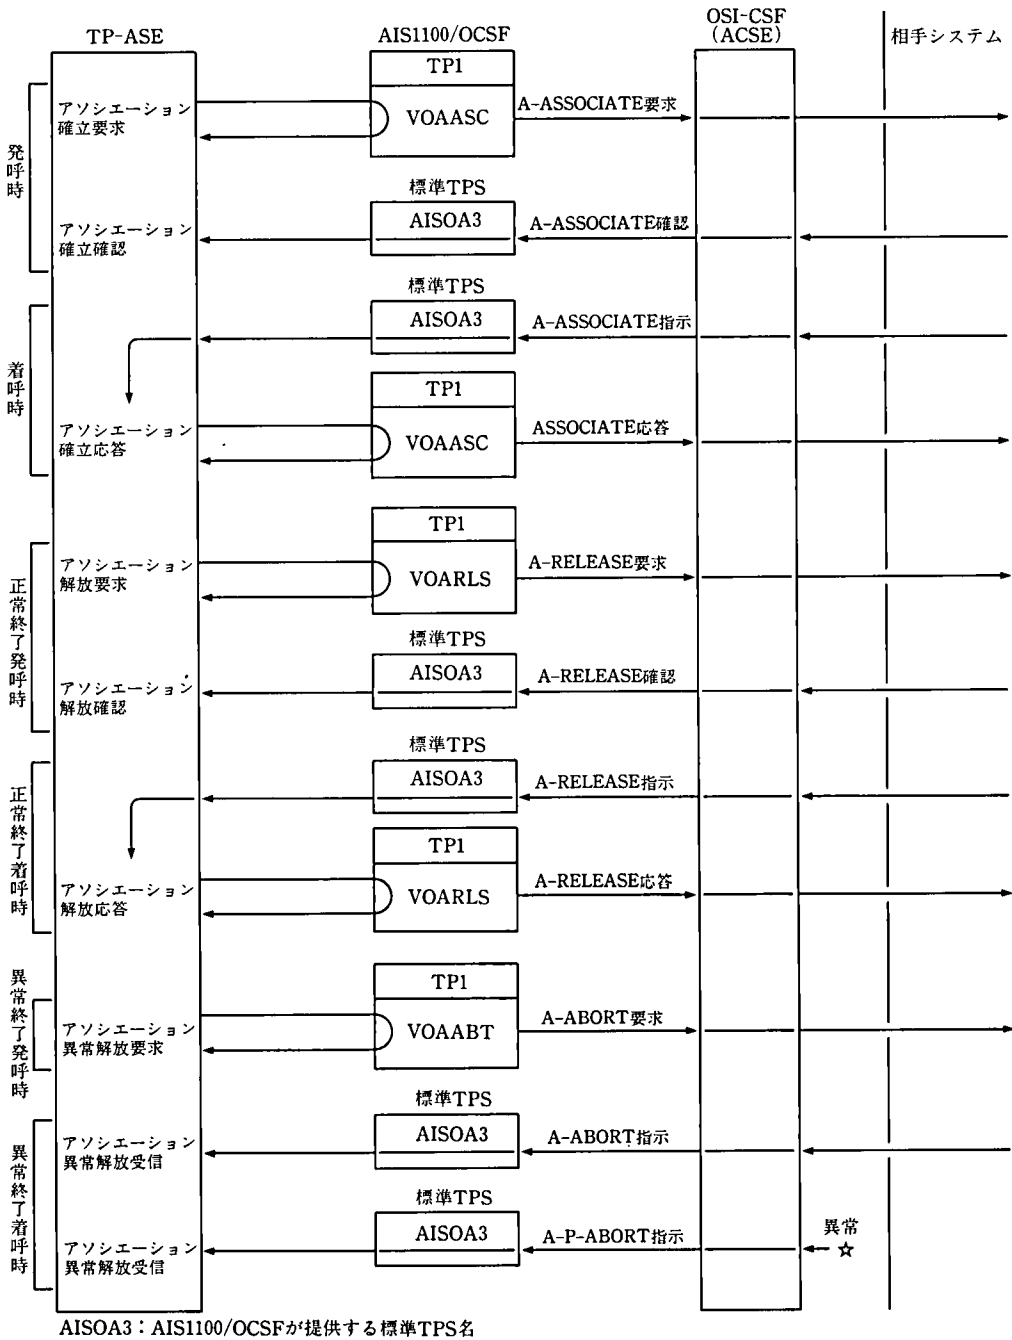 TP-ASE
AIS1100/OCSF
OSI-CSF
(ACSE)
相手システム
発呼時
アソシエーション
確立要求
TP1
VOAASC
A-ASSOCIATE要求
アソシエーション
確立確認
標準TPS
AISOA3
A-ASSOCIATE確認
着呼時
標準TPS
AISOA3
A-ASSOCIATE指示
アソシエーション
確立応答
TP1
VOAASC
ASSOCIATE応答
正常終了発呼時
アソシエーション
解放要求
TP1
VOARLS
A-RELEASE要求
アソシエーション
解放確認
標準TPS
AISOA3
A-RELEASE確認
正常終了着呼時
標準TPS
AISOA3
A-RELEASE指示
アソシエーション
解放応答
TP1
VOARLS
A-RELEASE応答
異常終了発呼時
アソシエーション
異常解放要求
TP1
VOAABT
A-ABORT要求
異常終了着呼時
アソシエーション
異常解放受信
標準TPS
AISOA3
A-ABORT指示
アソシエーション
異常解放受信
標準TPS
AISOA3
A-P-ABORT指示
異常
☆
AISOA3：AIS1100/OCSFが提供する標準TPS名